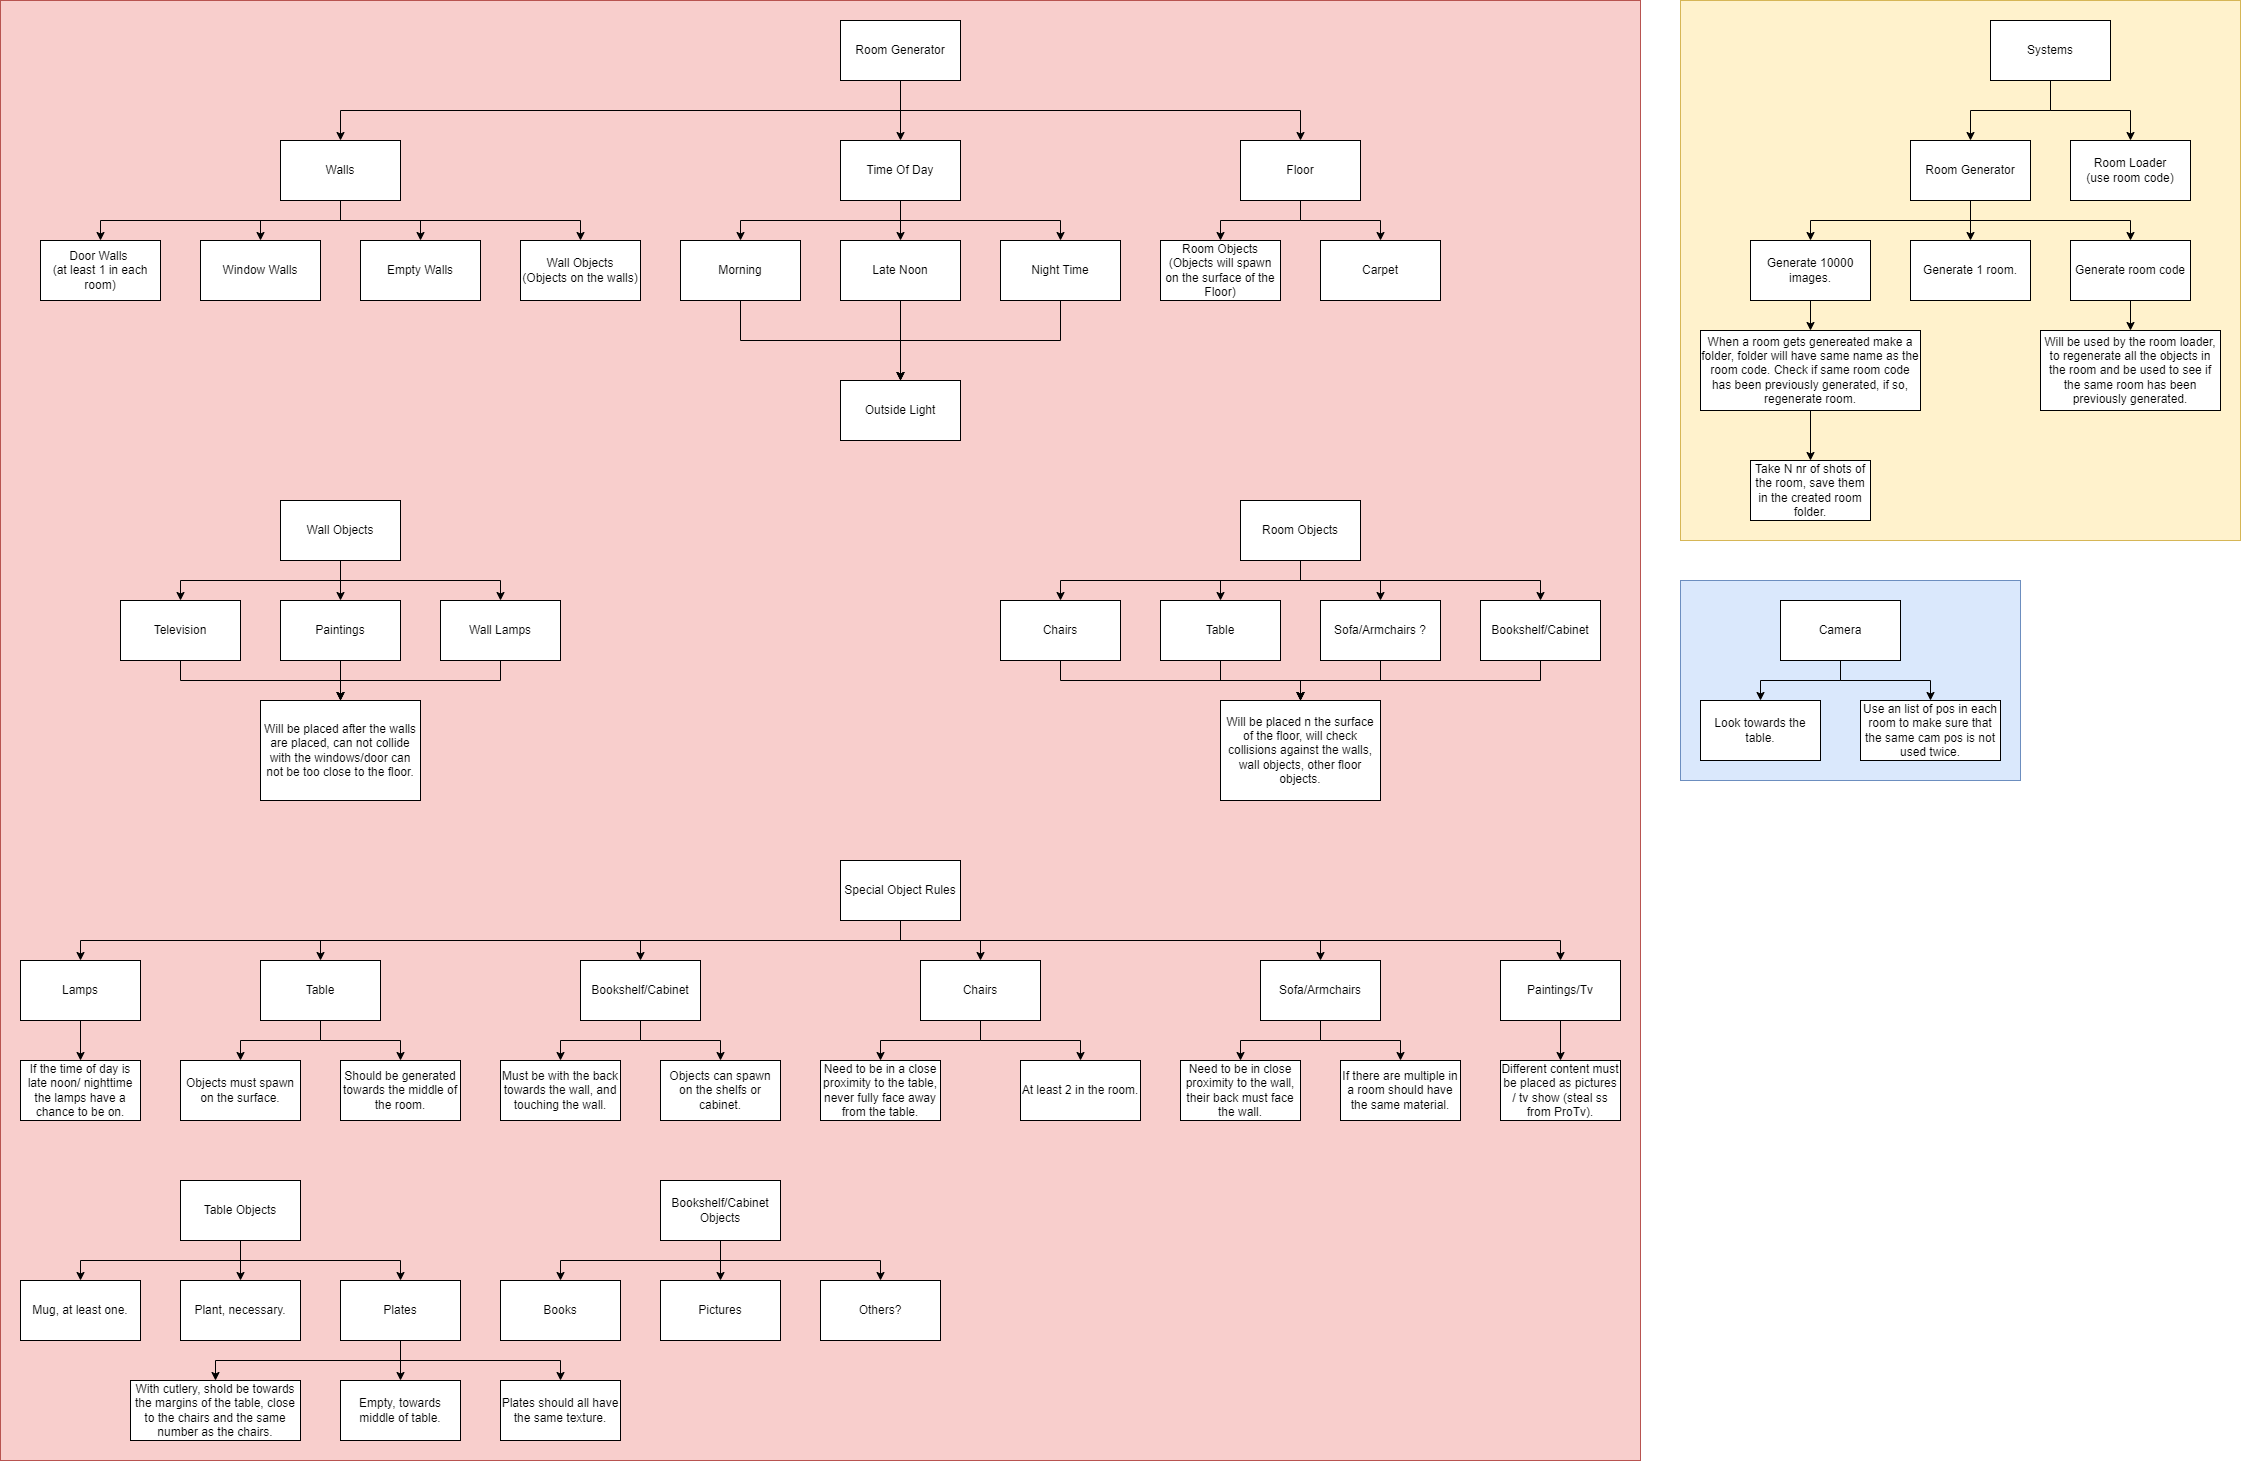 Room Generator
Walls
Time Of Day
Floor
Door Walls
(at least 1 in each
room)
Window Walls
Empty Walls
Wall Objects
(Objects on the walls)
Morning
Late Noon
Night Time
Room Objects
(Objects will spawn
on the surface of the
Floor)
Carpet
Outside Light
Wall Objects
Television
Paintings
Wall Lamps
Will be placed after the walls
are placed, can not collide
with the windows/door can
not be too close to the floor.
Room Objects
Chairs
Table
Sofa/Armchairs ?
Bookshelf/Cabinet
Will be placed n the surface
of the floor, will check
collisions against the walls,
wall objects, other floor
objects.
Special Object Rules
Lamps
Table
Bookshelf/Cabinet
Chairs
Sofa/Armchairs
Paintings/Tv
If the time of day is
late noon/ nighttime
the lamps have a
chance to be on.
Objects must spawn
on the surface.
Should be generated
towards the middle of
the room.
Must be with the back
towards the wall, and
touching the wall.
Objects can spawn
on the shelfs or
cabinet.
Need to be in a close
proximity to the table,
never fully face away
from the table.
At least 2 in the room.
Need to be in close
proximity to the wall,
their back must face
the wall.
If there are multiple in
a room should have
the same material.
Different content must
be placed as pictures
/ tv show (steal ss
from ProTv).
Table Objects
Mug, at least one.
Plant, necessary.
Plates
With cutlery, shold be towards
the margins of the table, close
to the chairs and the same
number as the chairs.
Empty, towards
middle of table.
Plates should all have
the same texture.
Bookshelf/Cabinet
Objects
Books
Pictures
Others?
Systems
Room Generator
Room Loader
(use room code)
Generate 10000
images.
Generate 1 room.
Generate room code
When a room gets genereated make a
folder, folder will have same name as the
room code. Check if same room code
has been previously generated, if so,
regenerate room.
Will be used by the room loader,
to regenerate all the objects in
the room and be used to see if
the same room has been
previously generated.
Take N nr of shots of
the room, save them
in the created room
folder.
Camera
Look towards the
table.
Use an list of pos in each
room to make sure that
the same cam pos is not
used twice.